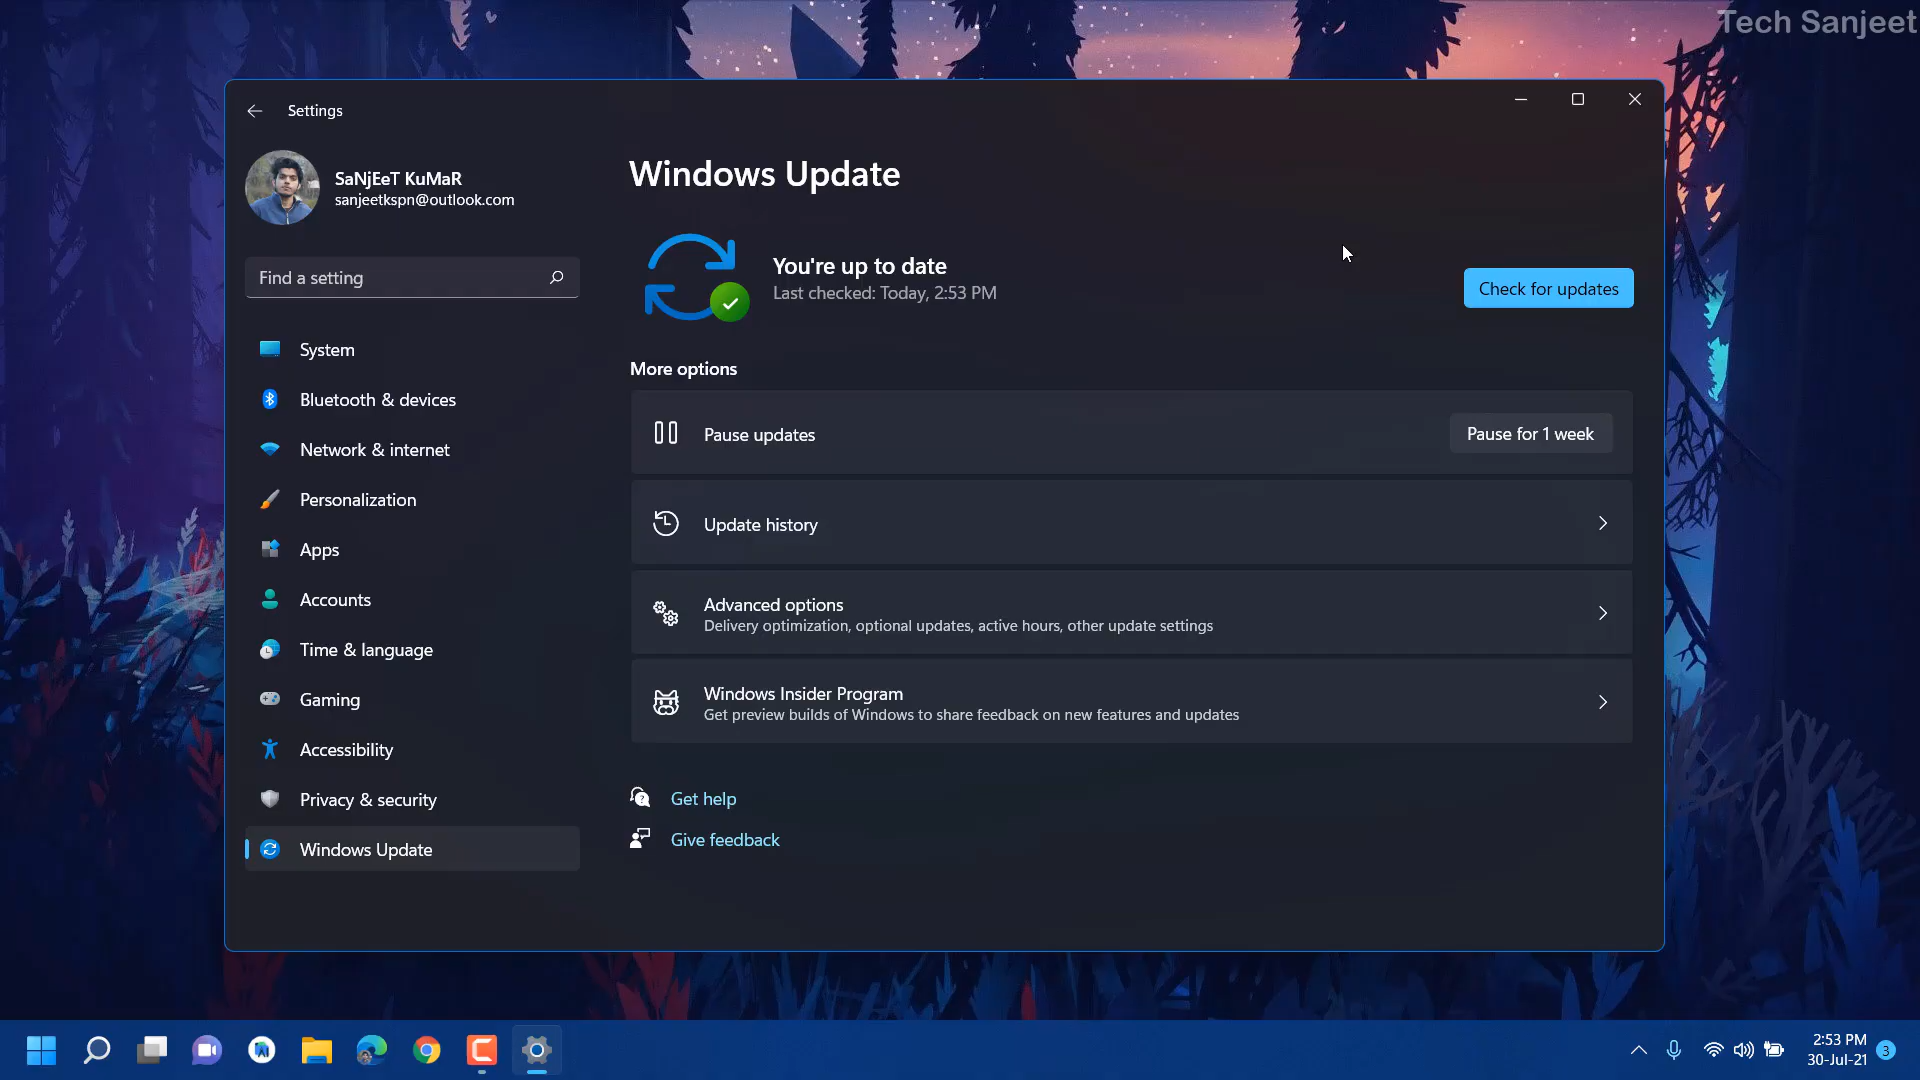 Tech Sanjeet
Settings
SaNjEeT KuMaR
sanjeetkspn@outlook.com
Find a setting
System
Bluetooth & devices
Network & internet
Personalization
Apps
Accounts
Time & language
Gaming
Accessibility
Privacy & security
Windows Update
Windows Update
You're up to date
Last checked: Today, 2:53 PM
Check for updates
More options
Pause updates
Pause for 1 week
Update history
Advanced options
Delivery optimization, optional updates, active hours, other update settings
Windows Insider Program
Get preview builds of Windows to share feedback on new features and updates
Get help
Give feedback
2:53 PM
30-Jul-21
3